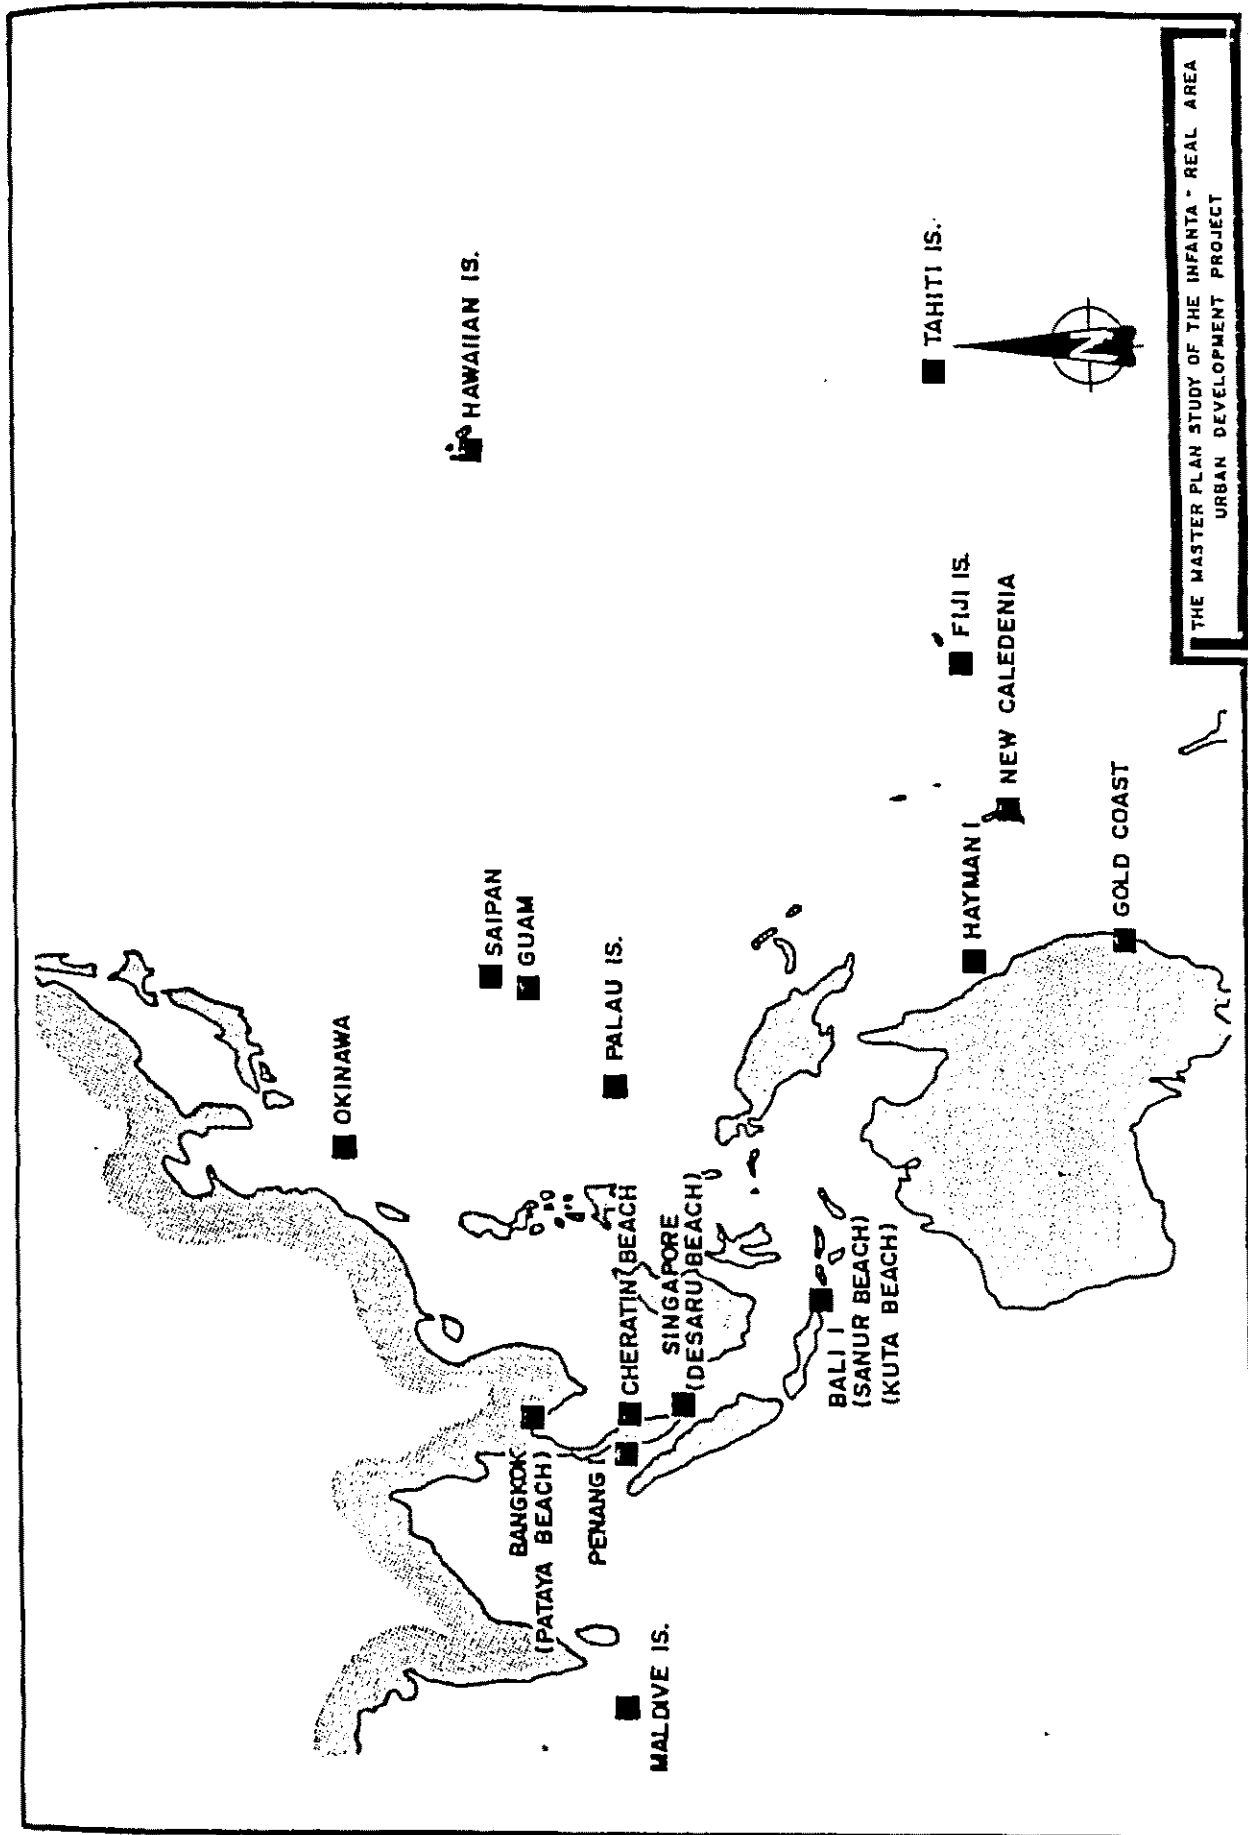 HAWAIIAN IS.
OKINAWA
SAIPAN
GUAM
PALAU IS.
BANGKOK
(PATAYA BEACH)
PENANG I
CHERATIN BEACH
SINGAPORE
(DESARU BEACH)
MALDIVE IS.
BALI I
(SANUR BEACH)
(KUTA BEACH)
TAHITI IS.
FIJI IS.
HAYMAN I
NEW CALEDENIA
GOLD COAST
N
THE MASTER PLAN STUDY OF THE INFANTA - REAL AREA
URBAN DEVELOPMENT PROJECT